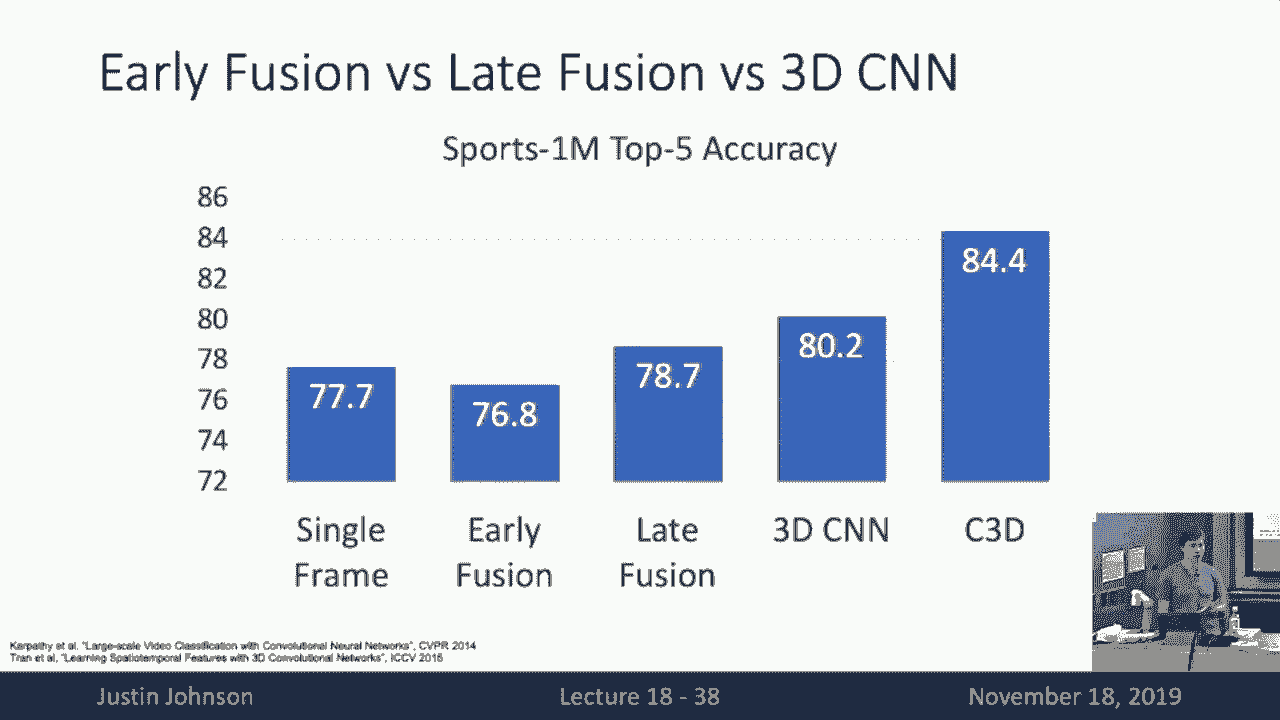 Early Fusion vs Late Fusion vs 3D CNN
Sports-1M Top-5 Accuracy
86
84
82
80
78
76
74
72
77.7
76.8
78.7
80.2
84.4
Single
Frame
Early
Fusion
Late
Fusion
3D CNN
C3D
Karpathy et al. "Large-scale Video Classification with Convolutional Neural Networks", CVPR 2014
Tran et al, "Learning Spatiotemporal Features with 3D Convolutional Networks", ICCV 2015
Justin Johnson
Lecture 18 - 38
November 18, 2019